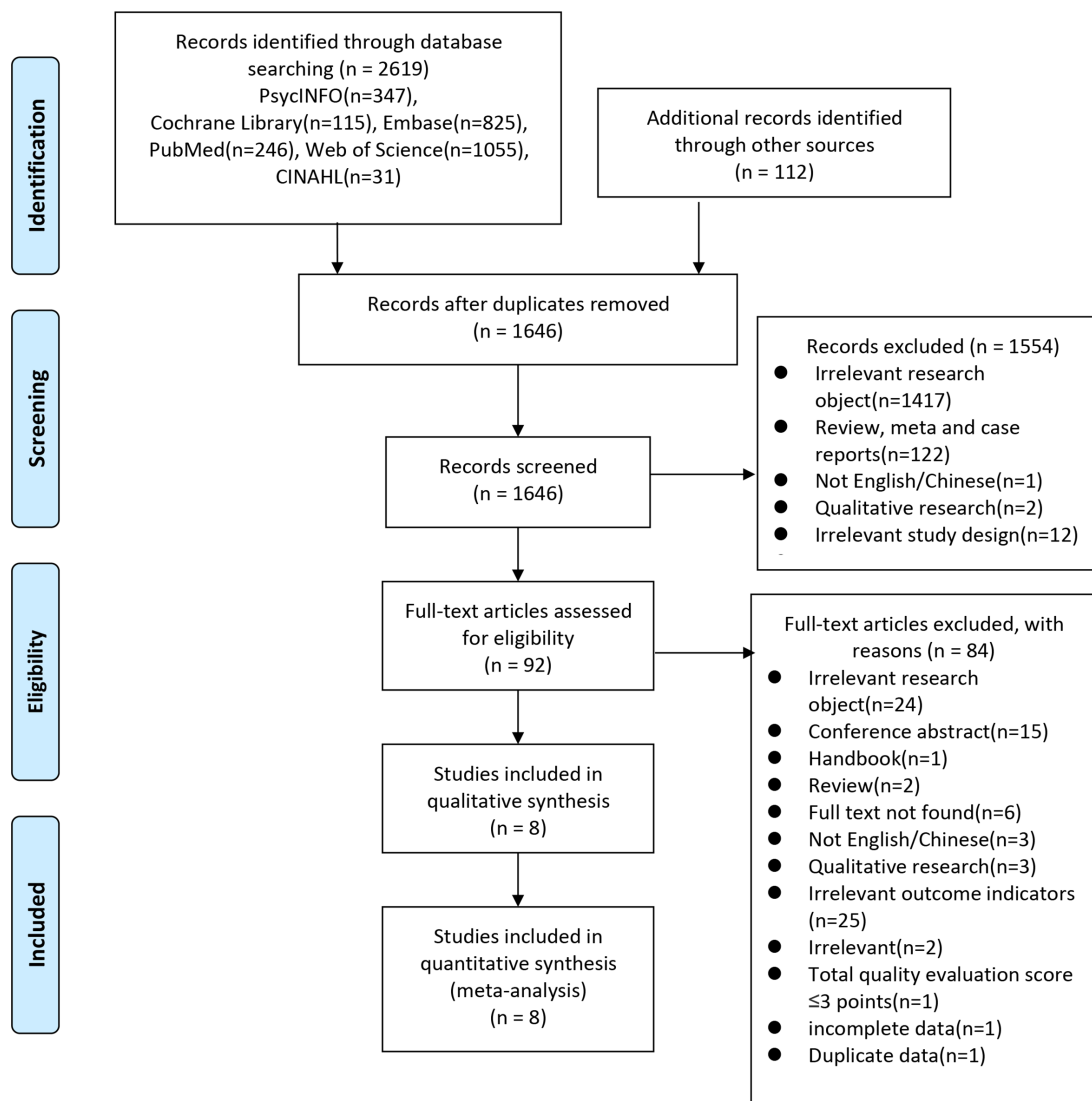 Identification
Records identified through database
searching (n = 2619)
PsycINFO(n=347),
Cochrane Library(n=115), Embase(n=825),
PubMed(n=246), Web of Science(n=1055),
CINAHL(n=31)
Additional records identified
through other sources
(n = 112)
Records after duplicates removed
(n = 1646)
Screening
Records screened
(n = 1646)
Records excluded (n = 1554)
● Irrelevant research
object(n=1417)
● Review, meta and case
reports(n=122)
● Not English/Chinese(n=1)
● Qualitative research(n=2)
● Irrelevant study design(n=12)
Eligibility
Full-text articles assessed
for eligibility
(n = 92)
Full-text articles excluded, with
reasons (n = 84)
● Irrelevant research
object(n=24)
● Conference abstract(n=15)
● Handbook(n=1)
● Review(n=2)
● Full text not found(n=6)
● Not English/Chinese(n=3)
● Qualitative research(n=3)
● Irrelevant outcome indicators
(n=25)
● Irrelevant(n=2)
● Total quality evaluation score
≤3 points(n=1)
● incomplete data(n=1)
● Duplicate data(n=1)
Studies included in
qualitative synthesis
(n = 8)
Included
Studies included in
quantitative synthesis
(meta-analysis)
(n = 8)